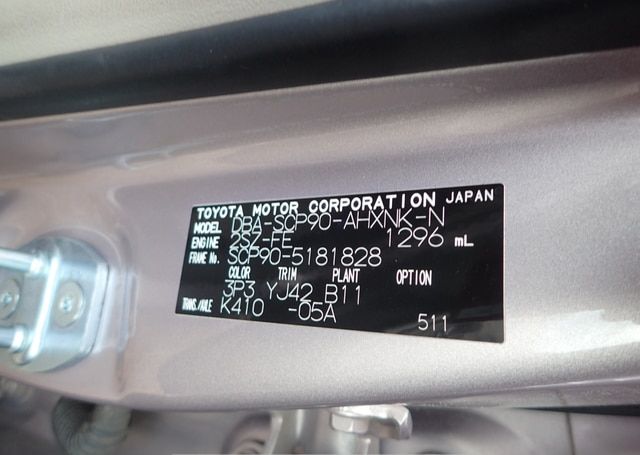 TOYOTA MOTOR CORPORATION JAPAN
MODEL DBA-SCP90-AHXNK-N
ENGINE 2SZ-FE 1296 mL
FRAME No. SCP90-5181828
COLOR TRIM PLANT OPTION
3P3 YJ42 B11
TRANS./AXLE K410 -05A
511